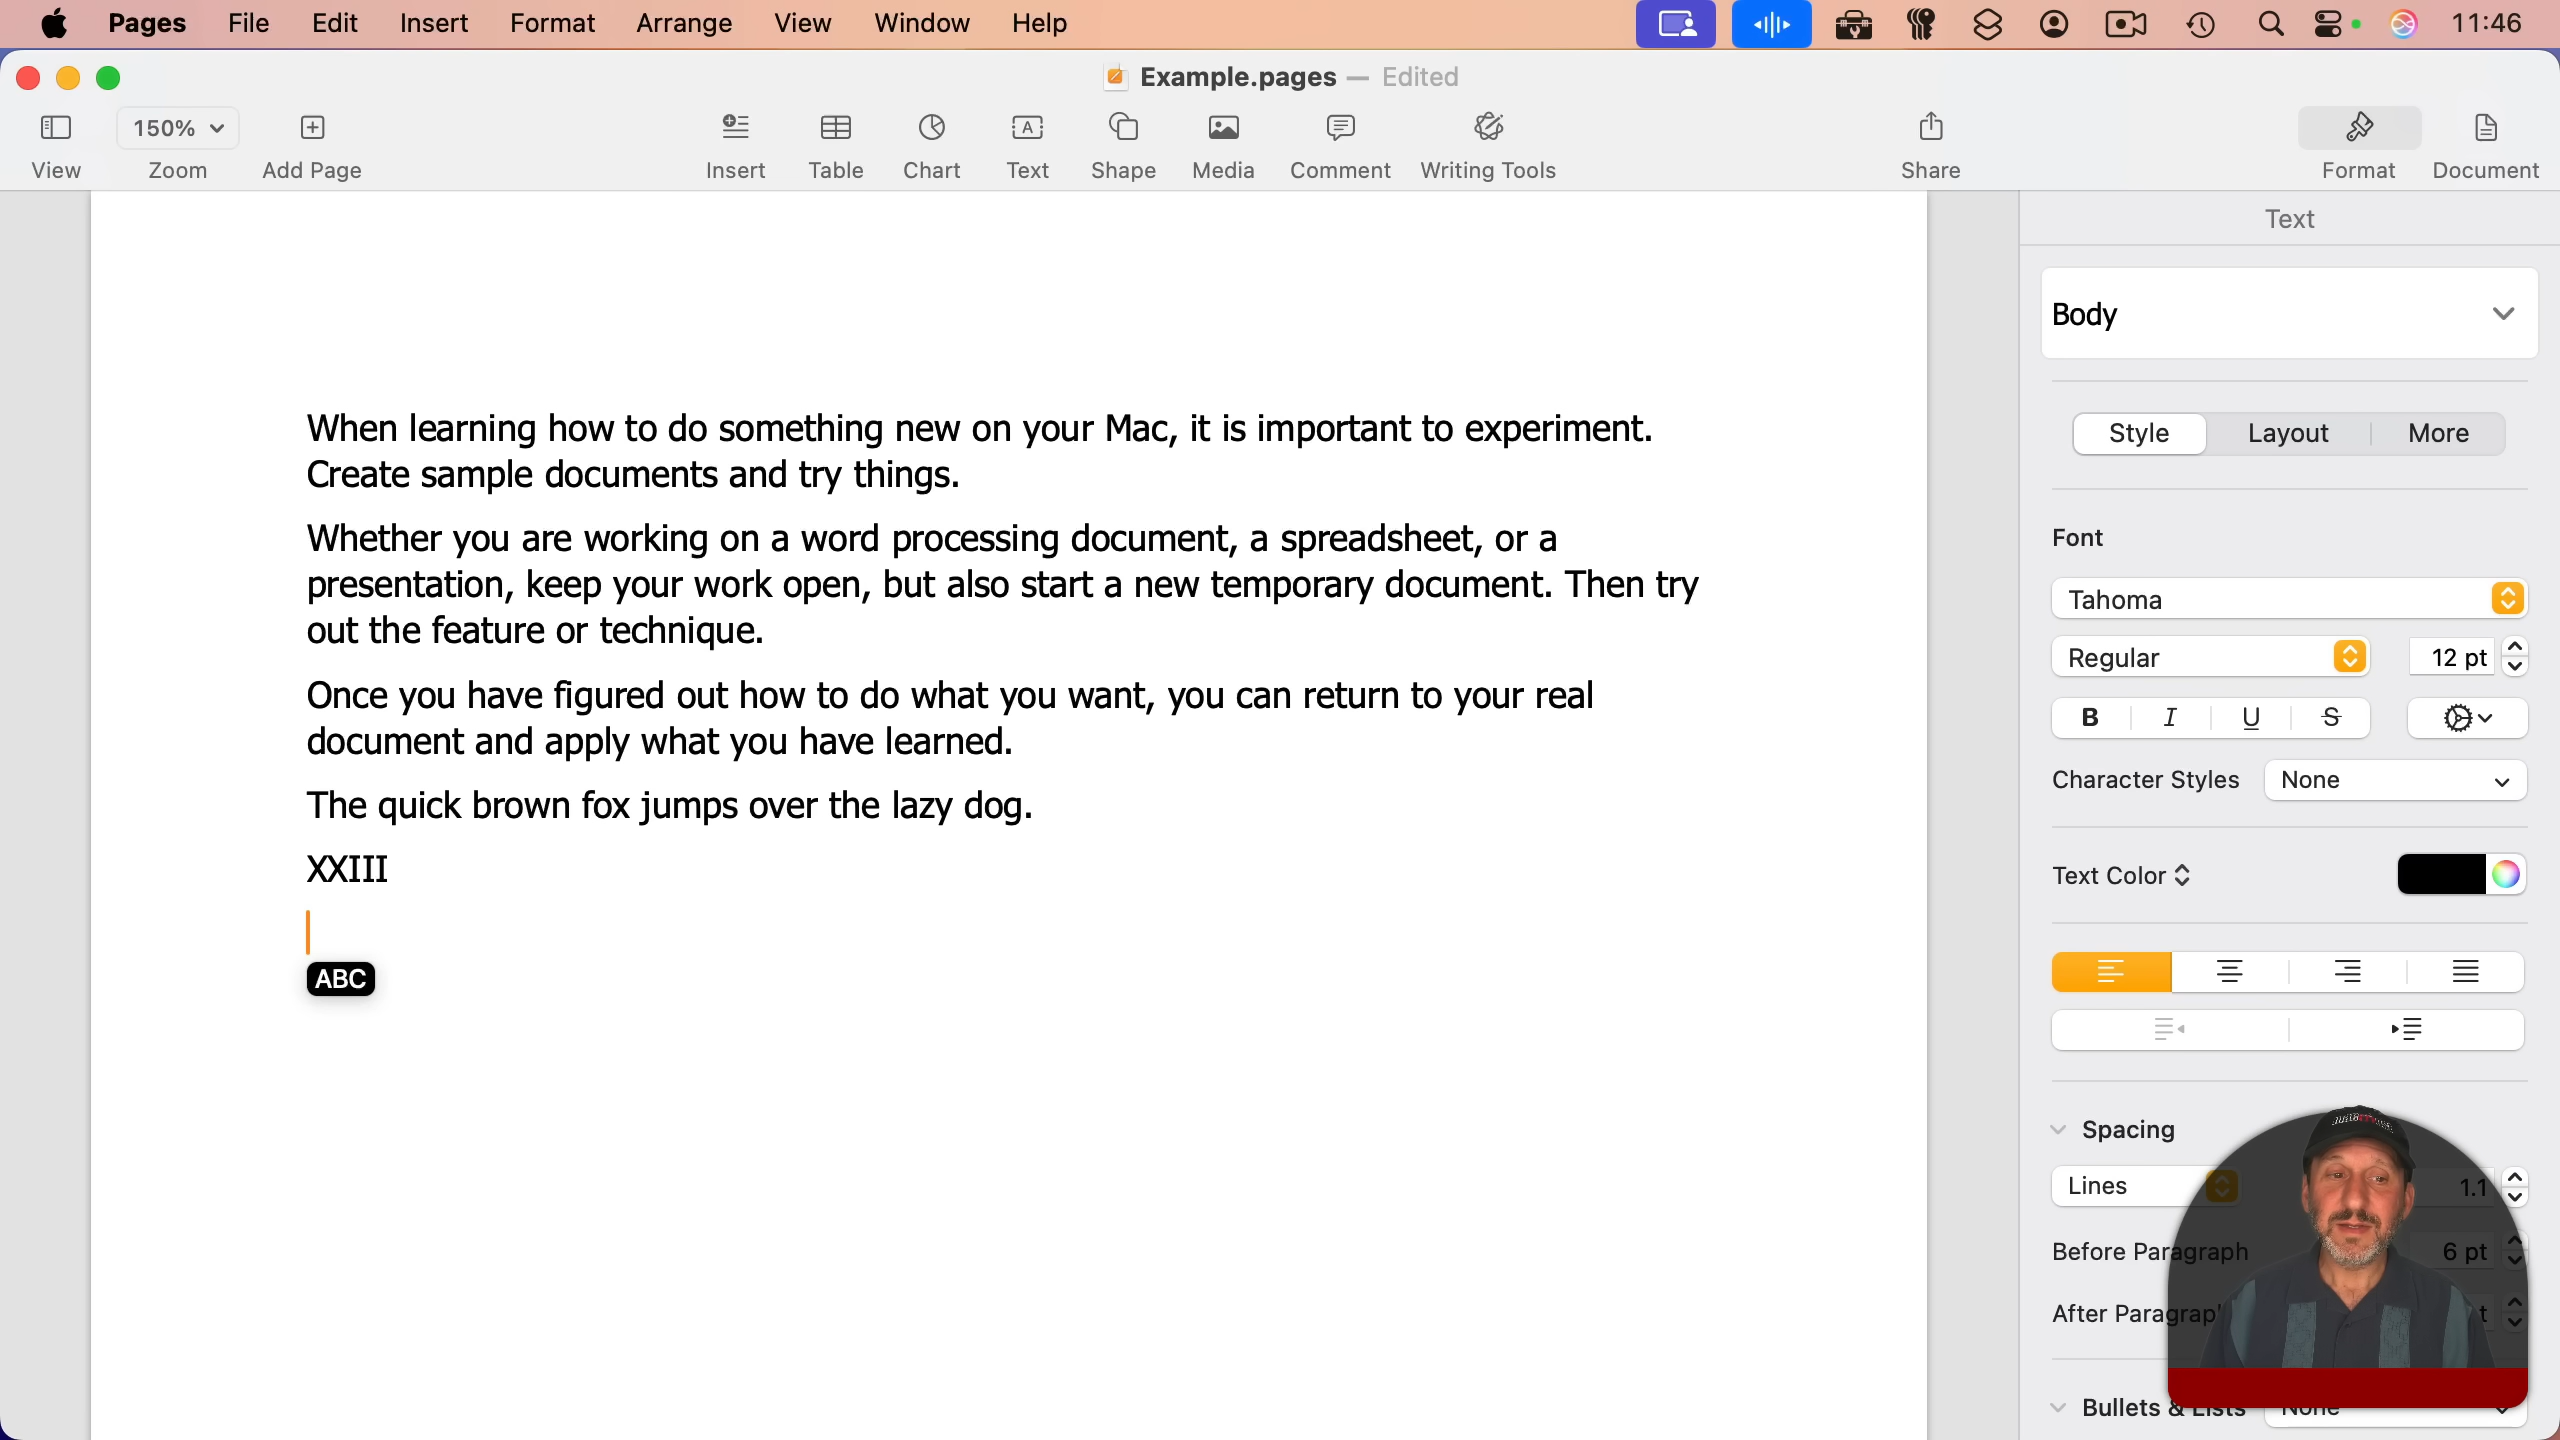 Pages File Edit Insert Format Arrange View Window Help 11:46
Example.pages — Edited
View 150% Zoom Add Page Insert Table Chart Text Shape Media Comment Writing Tools Share Format Document
When learning how to do something new on your Mac, it is important to experiment.
Create sample documents and try things.
Whether you are working on a word processing document, a spreadsheet, or a
presentation, keep your work open, but also start a new temporary document. Then try
out the feature or technique.
Once you have figured out how to do what you want, you can return to your real
document and apply what you have learned.
The quick brown fox jumps over the lazy dog.
XXIII
ABC
Text
Body
Style Layout More
Font
Tahoma
Regular 12 pt
B I U S
Character Styles None
Text Color
Spacing
Lines 1.1
Before Paragraph 6 pt
After Paragraph
Bullets & Lists None